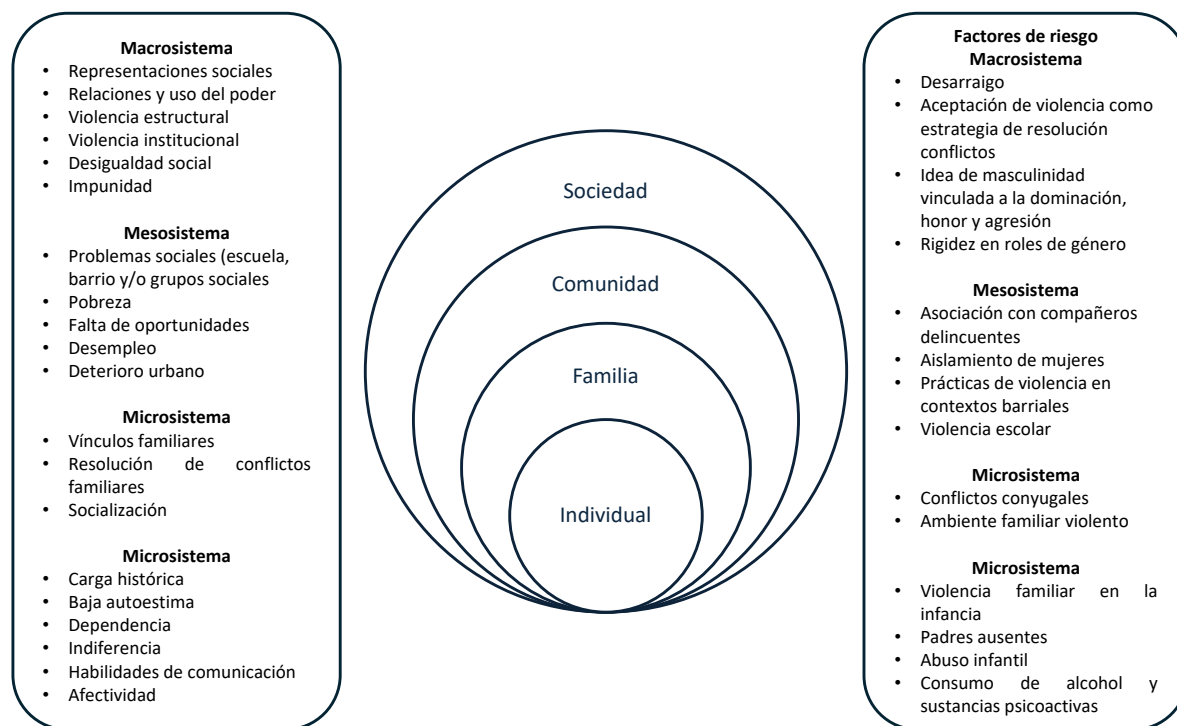 Macrosistema
• Representaciones sociales
• Relaciones y uso del poder
• Violencia estructural
• Violencia institucional
• Desigualdad social
• Impunidad
Mesosistema
• Problemas sociales (escuela,
barrio y/o grupos sociales
• Pobreza
• Falta de oportunidades
• Desempleo
• Deterioro urbano
Microsistema
• Vínculos familiares
• Resolución de conflictos
familiares
• Socialización
Microsistema
• Carga histórica
• Baja autoestima
• Dependencia
• Indiferencia
• Habilidades de comunicación
• Afectividad
Sociedad
Comunidad
Familia
Individual
Factores de riesgo
Macrosistema
• Desarraigo
• Aceptación de violencia como
estrategia de resolución
conflictos
• Idea de masculinidad
vinculada a la dominación,
honor y agresión
• Rigidez en roles de género
Mesosistema
• Asociación con compañeros
delincuentes
• Aislamiento de mujeres
• Prácticas de violencia en
contextos barriales
• Violencia escolar
Microsistema
• Conflictos conyugales
• Ambiente familiar violento
Microsistema
• Violencia familiar en la
infancia
• Padres ausentes
• Abuso infantil
• Consumo de alcohol y
sustancias psicoactivas